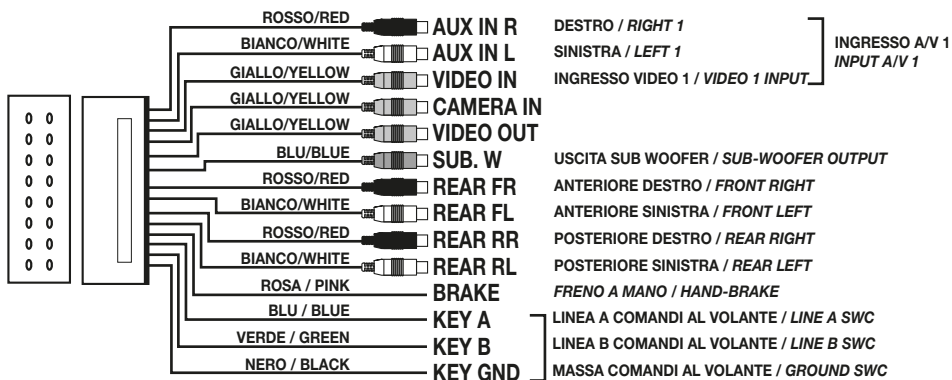 ROSSO/RED AUX IN R DESTRO / RIGHT 1
BIANCO/WHITE AUX IN L SINISTRA / LEFT 1
INGRESSO A/V 1
INPUT A/V 1
GIALLO/YELLOW VIDEO IN INGRESSO VIDEO 1 / VIDEO 1 INPUT
GIALLO/YELLOW CAMERA IN
GIALLO/YELLOW VIDEO OUT
BLU/BLUE SUB. W USCITA SUB WOOFER / SUB-WOOFER OUTPUT
ROSSO/RED REAR FR ANTERIORE DESTRO / FRONT RIGHT
BIANCO/WHITE REAR FL ANTERIORE SINISTRA / FRONT LEFT
ROSSO/RED REAR RR POSTERIORE DESTRO / REAR RIGHT
BIANCO/WHITE REAR RL POSTERIORE SINISTRA / REAR LEFT
ROSA / PINK BRAKE FRENO A MANO / HAND-BRAKE
BLU / BLUE KEY A LINEA A COMANDI AL VOLANTE / LINE A SWC
VERDE / GREEN KEY B LINEA B COMANDI AL VOLANTE / LINE B SWC
NERO / BLACK KEY GND MASSA COMANDI AL VOLANTE / GROUND SWC